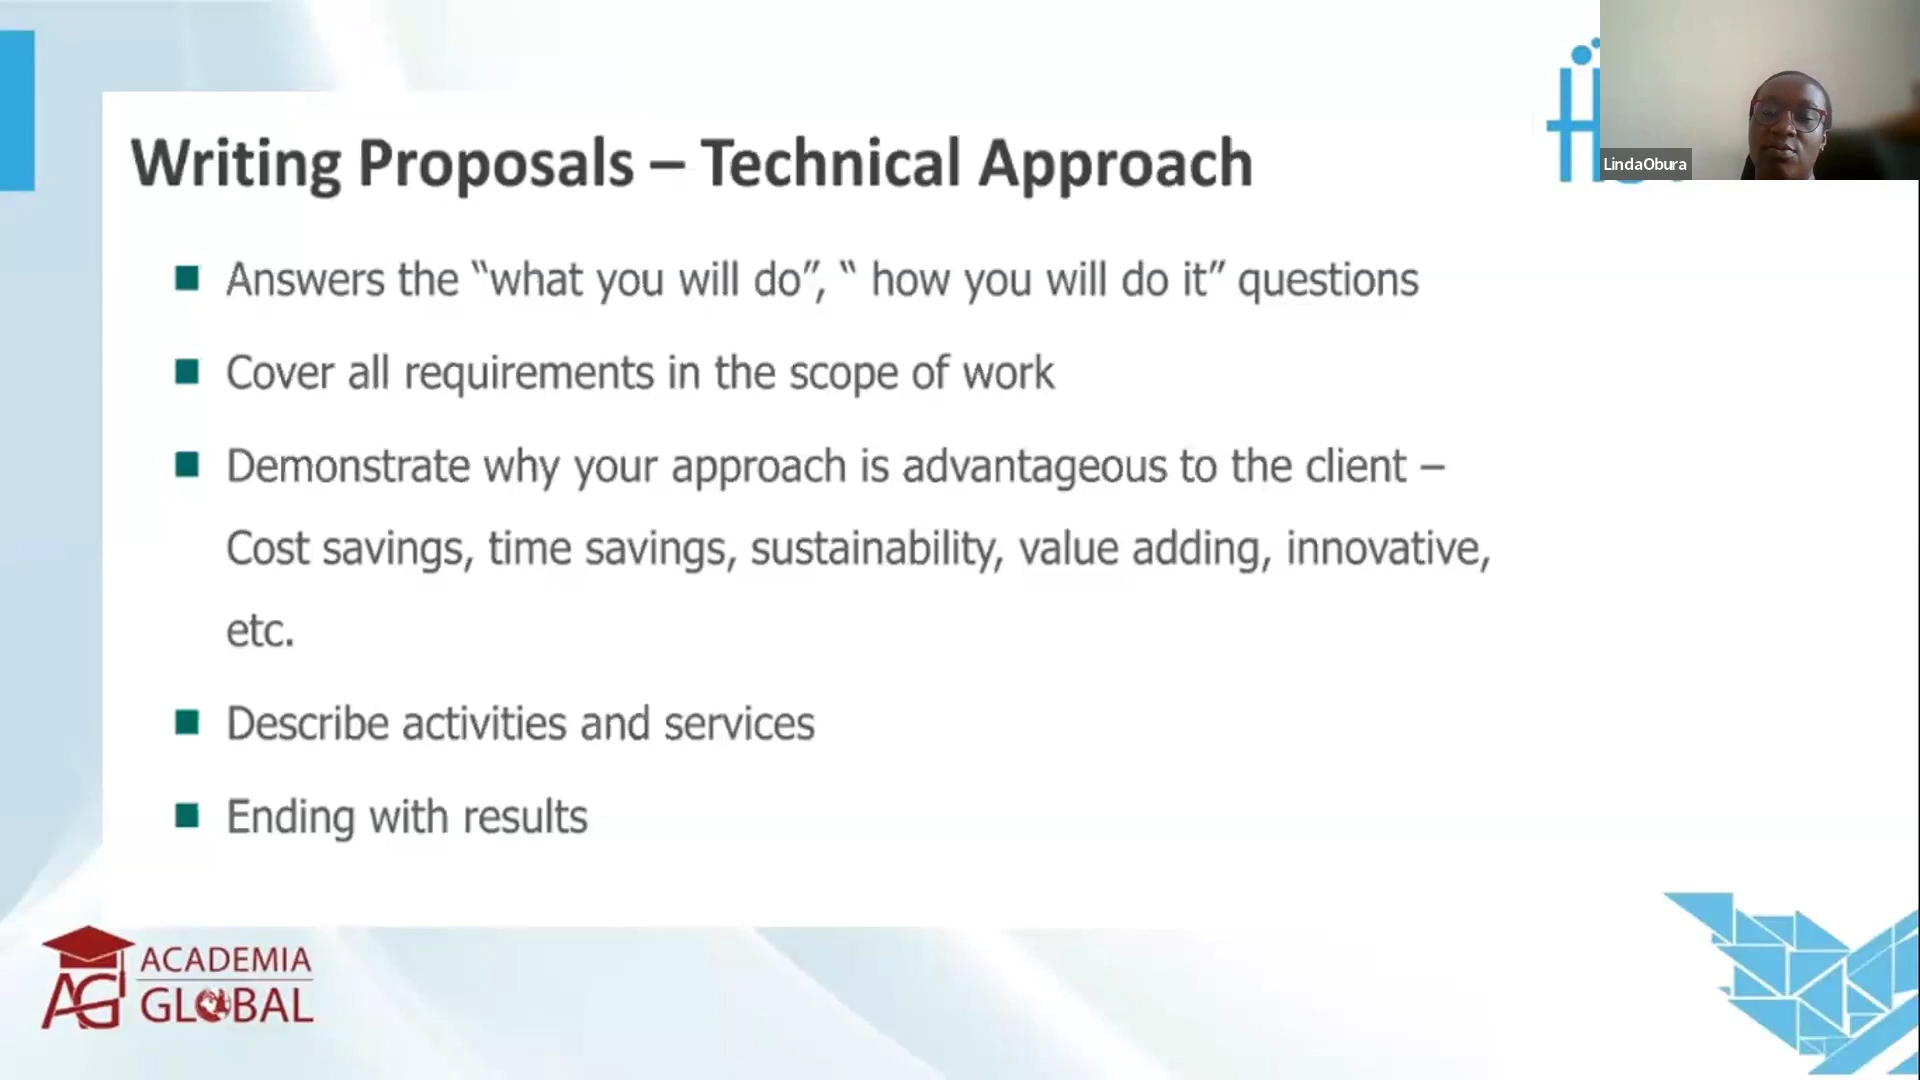 Writing Proposals – Technical Approach
LindaObura
Answers the “what you will do”, “ how you will do it” questions
Cover all requirements in the scope of work
Demonstrate why your approach is advantageous to the client –
Cost savings, time savings, sustainability, value adding, innovative,
etc.
Describe activities and services
Ending with results
AG
ACADEMIA
GLOBAL